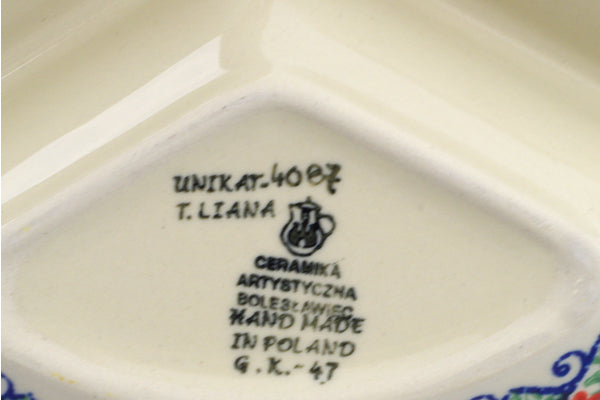 UNIKAT-4087
T. LIANA
CERAMIKA
ARTYSTYCZNA
BOLESŁAWIEC
HAND MADE
IN POLAND
G.K.-47